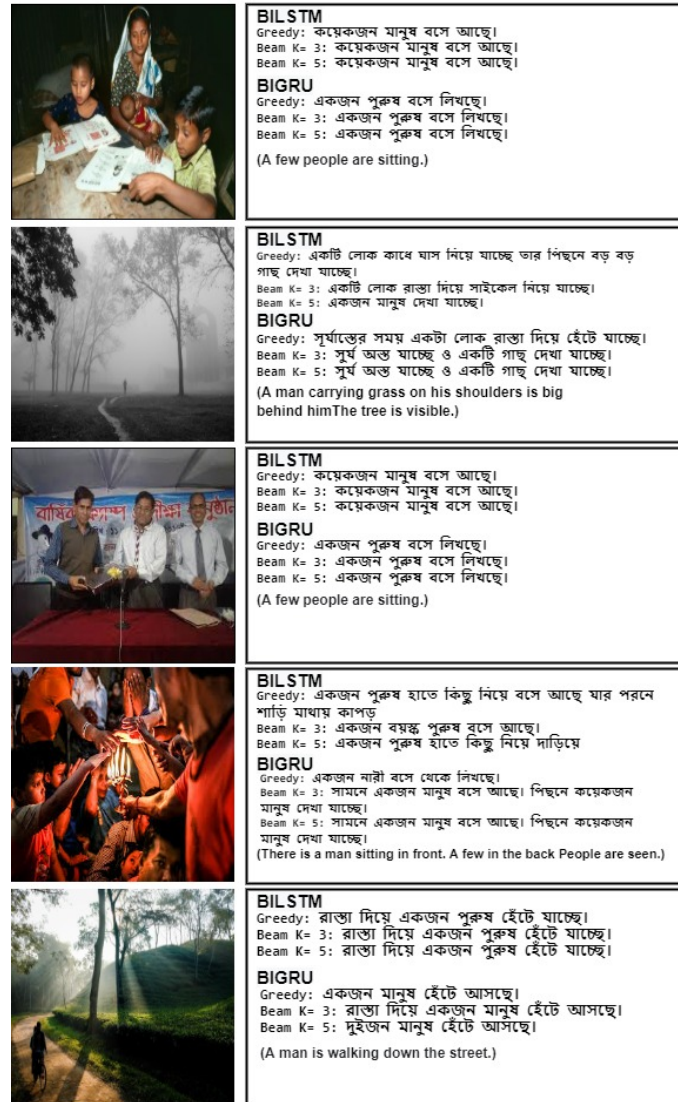 BILSTM
Greedy: কয়েকজন মানুষ বসে আছে।
Beam K= 3: কয়েকজন মানুষ বসে আছে।
Beam K= 5: কয়েকজন মানুষ বসে আছে।
BIGRU
Greedy: একজন পুরুষ বসে লিখছে।
Beam K= 3: একজন পুরুষ বসে লিখছে।
Beam K= 5: একজন পুরুষ বসে লিখছে।
(A few people are sitting.)
BILSTM
Greedy: একটি লোক কাধে ঘাস নিয়ে যাচ্ছে তার পিছনে বড় বড়
গাছ দেখা যাচ্ছে।
Beam K= 3: একটি লোক রাস্তা দিয়ে সাইকেল নিয়ে যাচ্ছে।
Beam K= 5: একজন মানুষ দেখা যাচ্ছে।
BIGRU
Greedy: সূর্যাস্তের সময় একটা লোক রাস্তা দিয়ে হেঁটে যাচ্ছে।
Beam K= 3: সুর্য অস্ত যাচ্ছে ও একটি গাছ দেখা যাচ্ছে।
Beam K= 5: সুর্য অস্ত যাচ্ছে ও একটি গাছ দেখা যাচ্ছে।
(A man carrying grass on his shoulders is big
behind himThe tree is visible.)
বার্ষিক ক্যাম্প
BILSTM
Greedy: কয়েকজন মানুষ বসে আছে।
Beam K= 3: কয়েকজন মানুষ বসে আছে।
Beam K= 5: কয়েকজন মানুষ বসে আছে।
BIGRU
Greedy: একজন পুরুষ বসে লিখছে।
Beam K= 3: একজন পুরুষ বসে লিখছে।
Beam K= 5: একজন পুরুষ বসে লিখছে।
(A few people are sitting.)
BILSTM
Greedy: একজন পুরুষ হাতে কিছু নিয়ে বসে আছে যার পরনে
শাড়ি মাথায় কাপড়
Beam K= 3: একজন বয়স্ক পুরুষ বসে আছে।
Beam K= 5: একজন পুরুষ হাতে কিছু নিয়ে দাড়িয়ে
BIGRU
Greedy: একজন নারী বসে থেকে লিখছে।
Beam K= 3: সামনে একজন মানুষ বসে আছে। পিছনে কয়েকজন
মানুষ দেখা যাচ্ছে।
Beam K= 5: সামনে একজন মানুষ বসে আছে। পিছনে কয়েকজন
মানুষ দেখা যাচ্ছে।
(There is a man sitting in front. A few in the back People are seen.)
BILSTM
Greedy: রাস্তা দিয়ে একজন পুরুষ হেঁটে যাচ্ছে।
Beam K= 3: রাস্তা দিয়ে একজন পুরুষ হেঁটে যাচ্ছে।
Beam K= 5: রাস্তা দিয়ে একজন পুরুষ হেঁটে যাচ্ছে।
BIGRU
Greedy: একজন মানুষ হেঁটে আসছে।
Beam K= 3: রাস্তা দিয়ে একজন মানুষ হেঁটে আসছে।
Beam K= 5: দুইজন মানুষ হেঁটে আসছে।
(A man is walking down the street.)